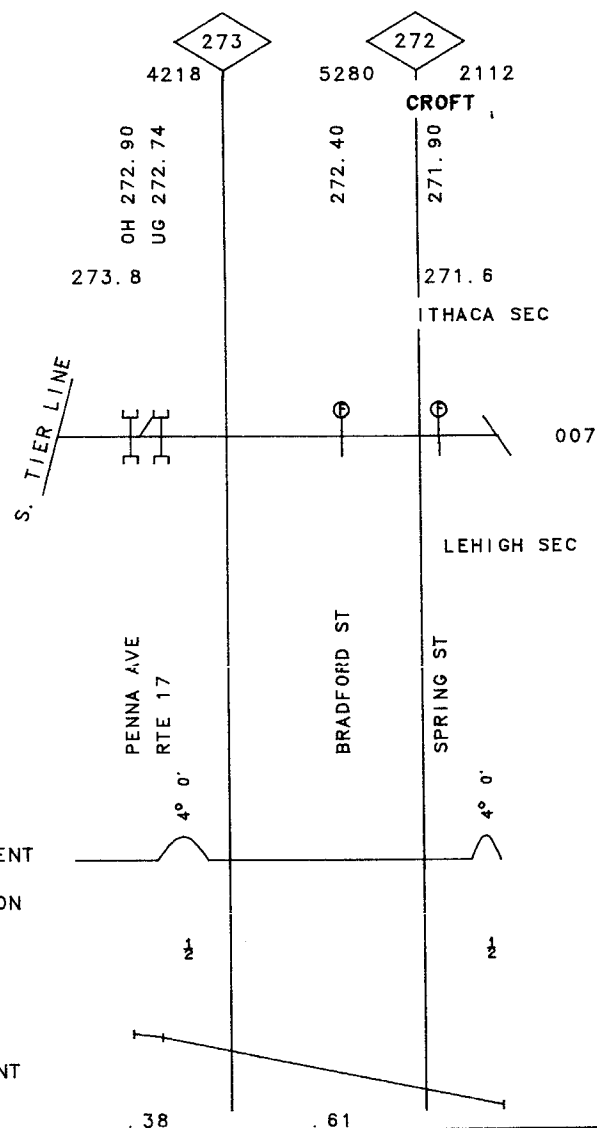 273
272
4218
5280
2112
CROFT
OH 272.90
UG 272.74
272.40
271.90
273.8
271.6
ITHACA SEC
S. TIER LINE
F
F
007
LEHIGH SEC
PENNA AVE
RTE 17
BRADFORD ST
SPRING ST
4° 0'
4° 0'
ENT
ON
½
½
NT
.38
.61